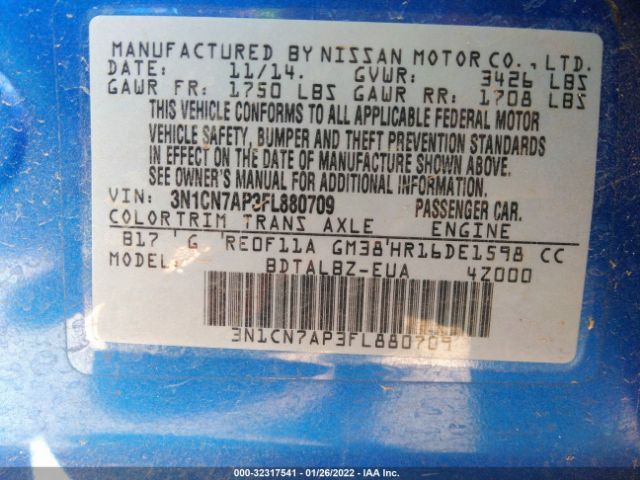 MANUFACTURED BY NISSAN MOTOR CO., LTD.
DATE: 11/14. GVWR: 3426 LBS
GAWR FR: 1750 LBS GAWR RR: 1708 LBS
THIS VEHICLE CONFORMS TO ALL APPLICABLE FEDERAL MOTOR
VEHICLE SAFETY, BUMPER AND THEFT PREVENTION STANDARDS
IN EFFECT ON THE DATE OF MANUFACTURE SHOWN ABOVE.
SEE OWNER'S MANUAL FOR ADDITIONAL INFORMATION.
VIN: 3N1CN7AP3FL880709 PASSENGER CAR.
COLOR TRIM TRANS AXLE ENGINE
B17 'G 'RE0F11A GM38'HR16DE1598 CC
MODEL: BDTALBZ-EUA 4Z000
3N1CN7AP3FL880709
000-32317541 - 01/26/2022 - IAA Inc.